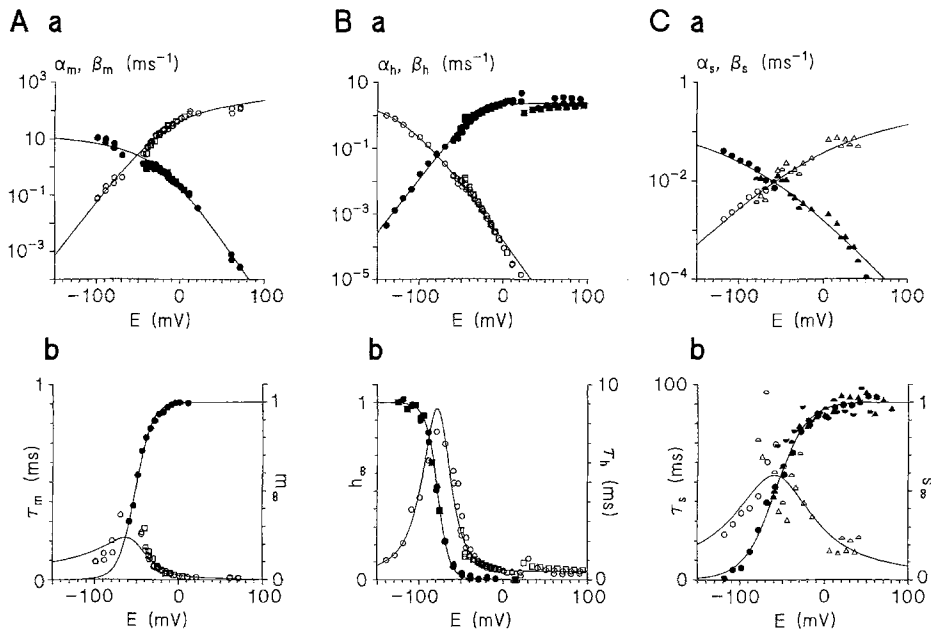 A a
B a
C a
α_m, β_m (ms⁻¹)
α_h, β_h (ms⁻¹)
α_s, β_s (ms⁻¹)
10³
10
10⁻¹
10⁻³
−100
0
100
E (mV)
10
10⁻¹
10⁻³
10⁻⁵
−100
0
100
E (mV)
1
10⁻²
10⁻⁴
−100
0
100
E (mV)
b
b
b
1
0
τ_m (ms)
1
0
m_∞
−100
0
100
E (mV)
1
0
h_∞
10
0
τ_h (ms)
−100
0
100
E (mV)
100
0
τ_s (ms)
1
0
s_∞
−100
0
100
E (mV)